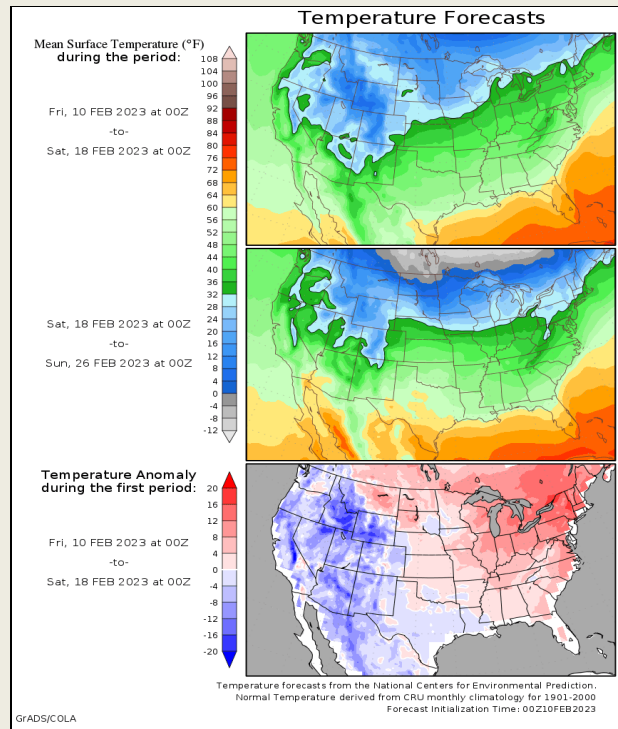 Temperature Forecasts
Mean Surface Temperature (°F)
during the period:
Fri, 10 FEB 2023 at 00Z
-to-
Sat, 18 FEB 2023 at 00Z
108
104
100
96
92
88
84
80
76
72
68
64
60
56
52
48
44
40
36
32
28
24
20
16
12
8
4
0
-4
-8
-12
Sat, 18 FEB 2023 at 00Z
-to-
Sun, 26 FEB 2023 at 00Z
Temperature Anomaly
during the first period:
Fri, 10 FEB 2023 at 00Z
-to-
Sat, 18 FEB 2023 at 00Z
20
16
12
8
4
0
-4
-8
-12
-16
-20
Temperature forecasts from the National Centers for Environmental Prediction.
Normal Temperature derived from CRU monthly climatology for 1901-2000
Forecast Initialization Time: 00Z10FEB2023
GrADS/COLA